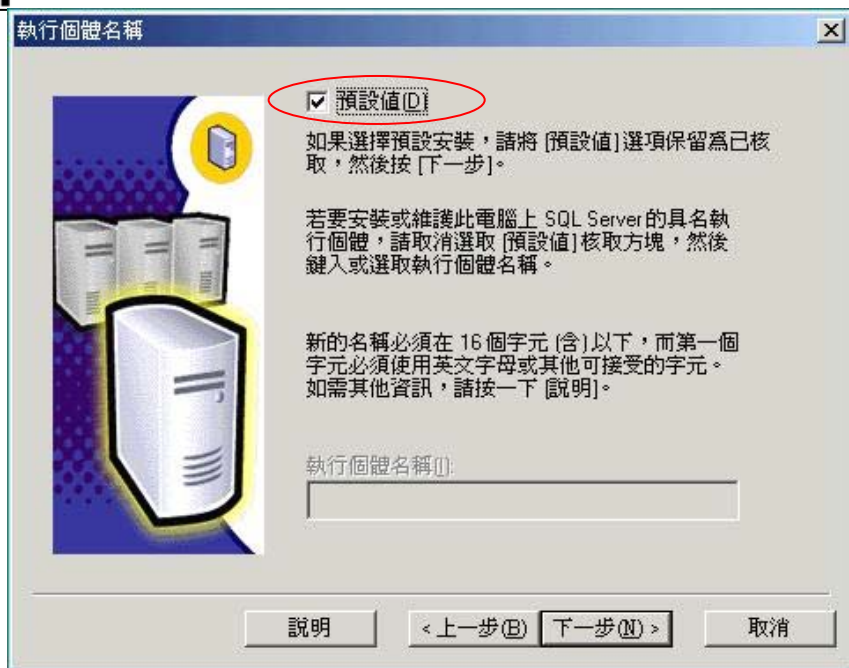 執行個體名稱
預設值(D)
如果選擇預設安裝，請將 [預設值] 選項保留為已核
取，然後按 [下一步]。
若要安裝或維護此電腦上 SQL Server 的具名執
行個體，請取消選取 [預設值] 核取方塊，然後
鍵入或選取執行個體名稱。
新的名稱必須在 16 個字元 (含) 以下，而第一個
字元必須使用英文字母或其他可接受的字元。
如需其他資訊，請按一下 [說明]。
執行個體名稱(I):
說明
< 上一步(B)
下一步(N) >
取消